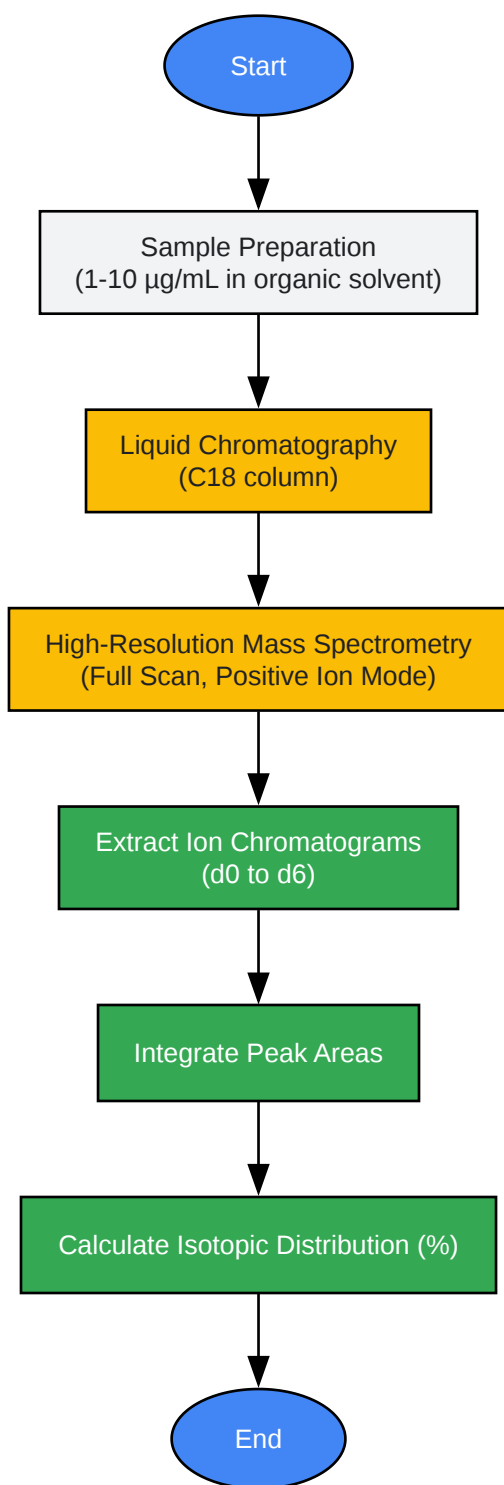 Start
Sample Preparation
(1-10 µg/mL in organic solvent)
Liquid Chromatography
(C18 column)
High-Resolution Mass Spectrometry
(Full Scan, Positive Ion Mode)
Extract Ion Chromatograms
(d0 to d6)
Integrate Peak Areas
Calculate Isotopic Distribution (%)
End